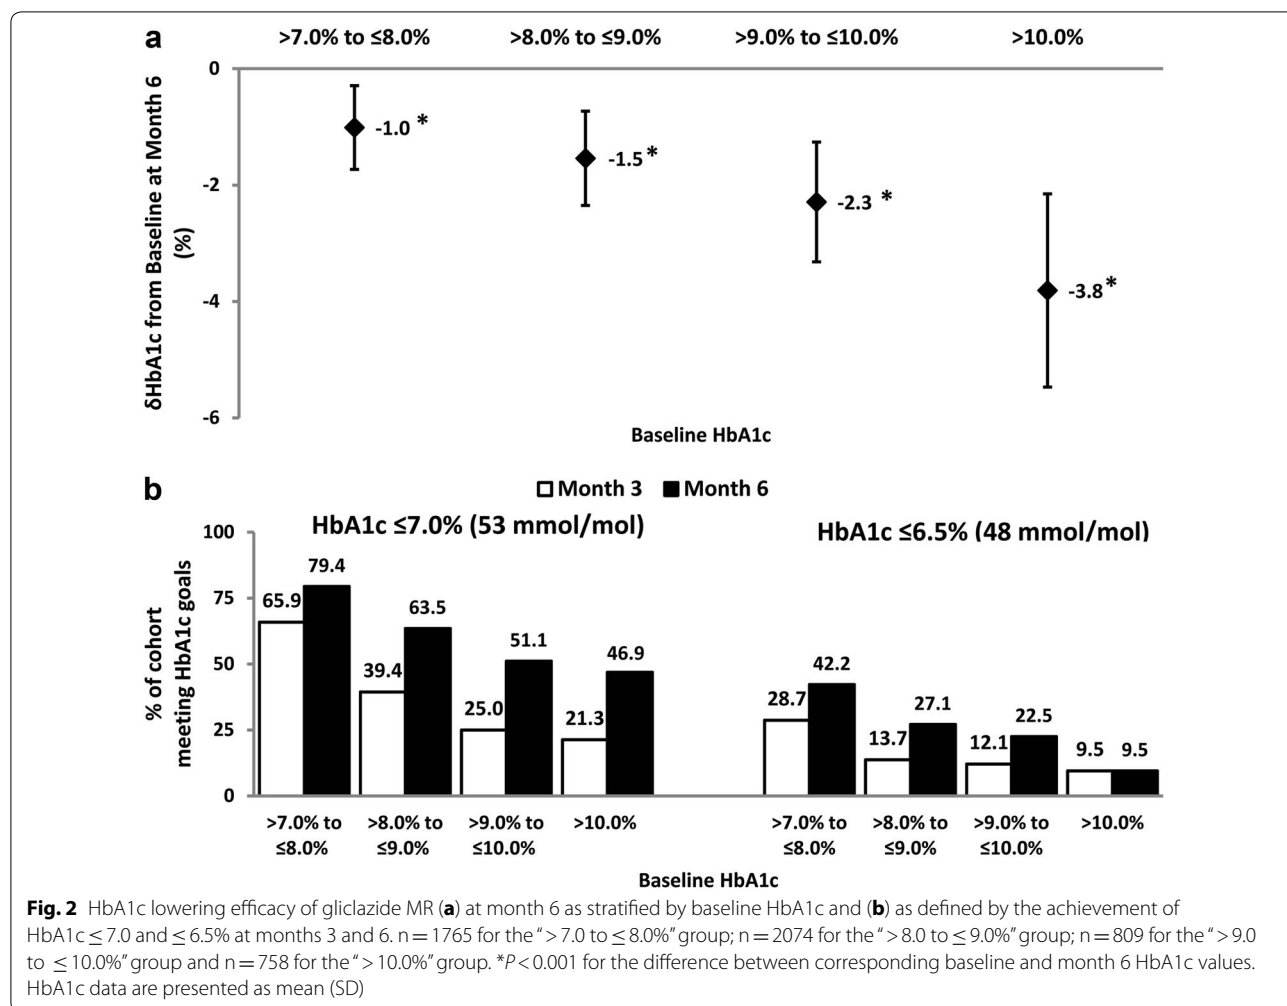 a
>7.0% to ≤8.0% >8.0% to ≤9.0% >9.0% to ≤10.0% >10.0%
δHbA1c from Baseline at Month 6
(%)
0
-2
-4
-6
-1.0 *
-1.5 *
-2.3 *
-3.8 *
Baseline HbA1c
b
Month 3 Month 6
HbA1c ≤7.0% (53 mmol/mol) HbA1c ≤6.5% (48 mmol/mol)
% of cohort
meeting HbA1c goals
100
75
50
25
0
65.9 79.4 39.4 63.5 25.0 51.1 21.3 46.9
28.7 42.2 13.7 27.1 12.1 22.5 9.5 9.5
>7.0% to >8.0% to >9.0% to >10.0% >7.0% to >8.0% to >9.0% to >10.0%
≤8.0% ≤9.0% ≤10.0% ≤8.0% ≤9.0% ≤10.0%
Baseline HbA1c
Fig. 2 HbA1c lowering efficacy of gliclazide MR (a) at month 6 as stratified by baseline HbA1c and (b) as defined by the achievement of
HbA1c ≤ 7.0 and ≤ 6.5% at months 3 and 6. n = 1765 for the “> 7.0 to ≤ 8.0%” group; n = 2074 for the “> 8.0 to ≤ 9.0%” group; n = 809 for the “> 9.0
to ≤ 10.0%” group and n = 758 for the “> 10.0%” group. *P < 0.001 for the difference between corresponding baseline and month 6 HbA1c values.
HbA1c data are presented as mean (SD)